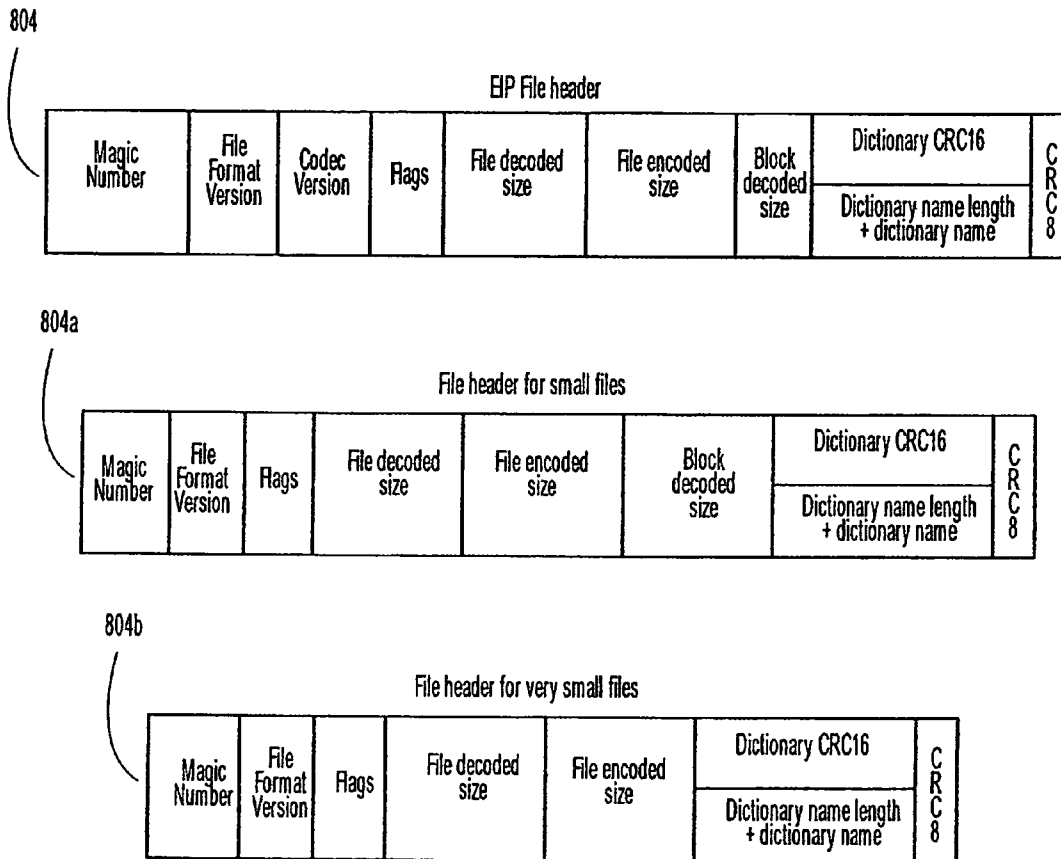 804
EIP File header
Magic
Number
File
Format
Version
Codec
Version
Flags
File decoded
size
File encoded
size
Block
decoded
size
Dictionary CRC16
Dictionary name length
+ dictionary name
CRC8
804a
File header for small files
Magic
Number
File
Format
Version
Flags
File decoded
size
File encoded
size
Block
decoded
size
Dictionary CRC16
Dictionary name length
+ dictionary name
CRC8
804b
File header for very small files
Magic
Number
File
Format
Version
Flags
File decoded
size
File encoded
size
Dictionary CRC16
Dictionary name length
+ dictionary name
CRC8